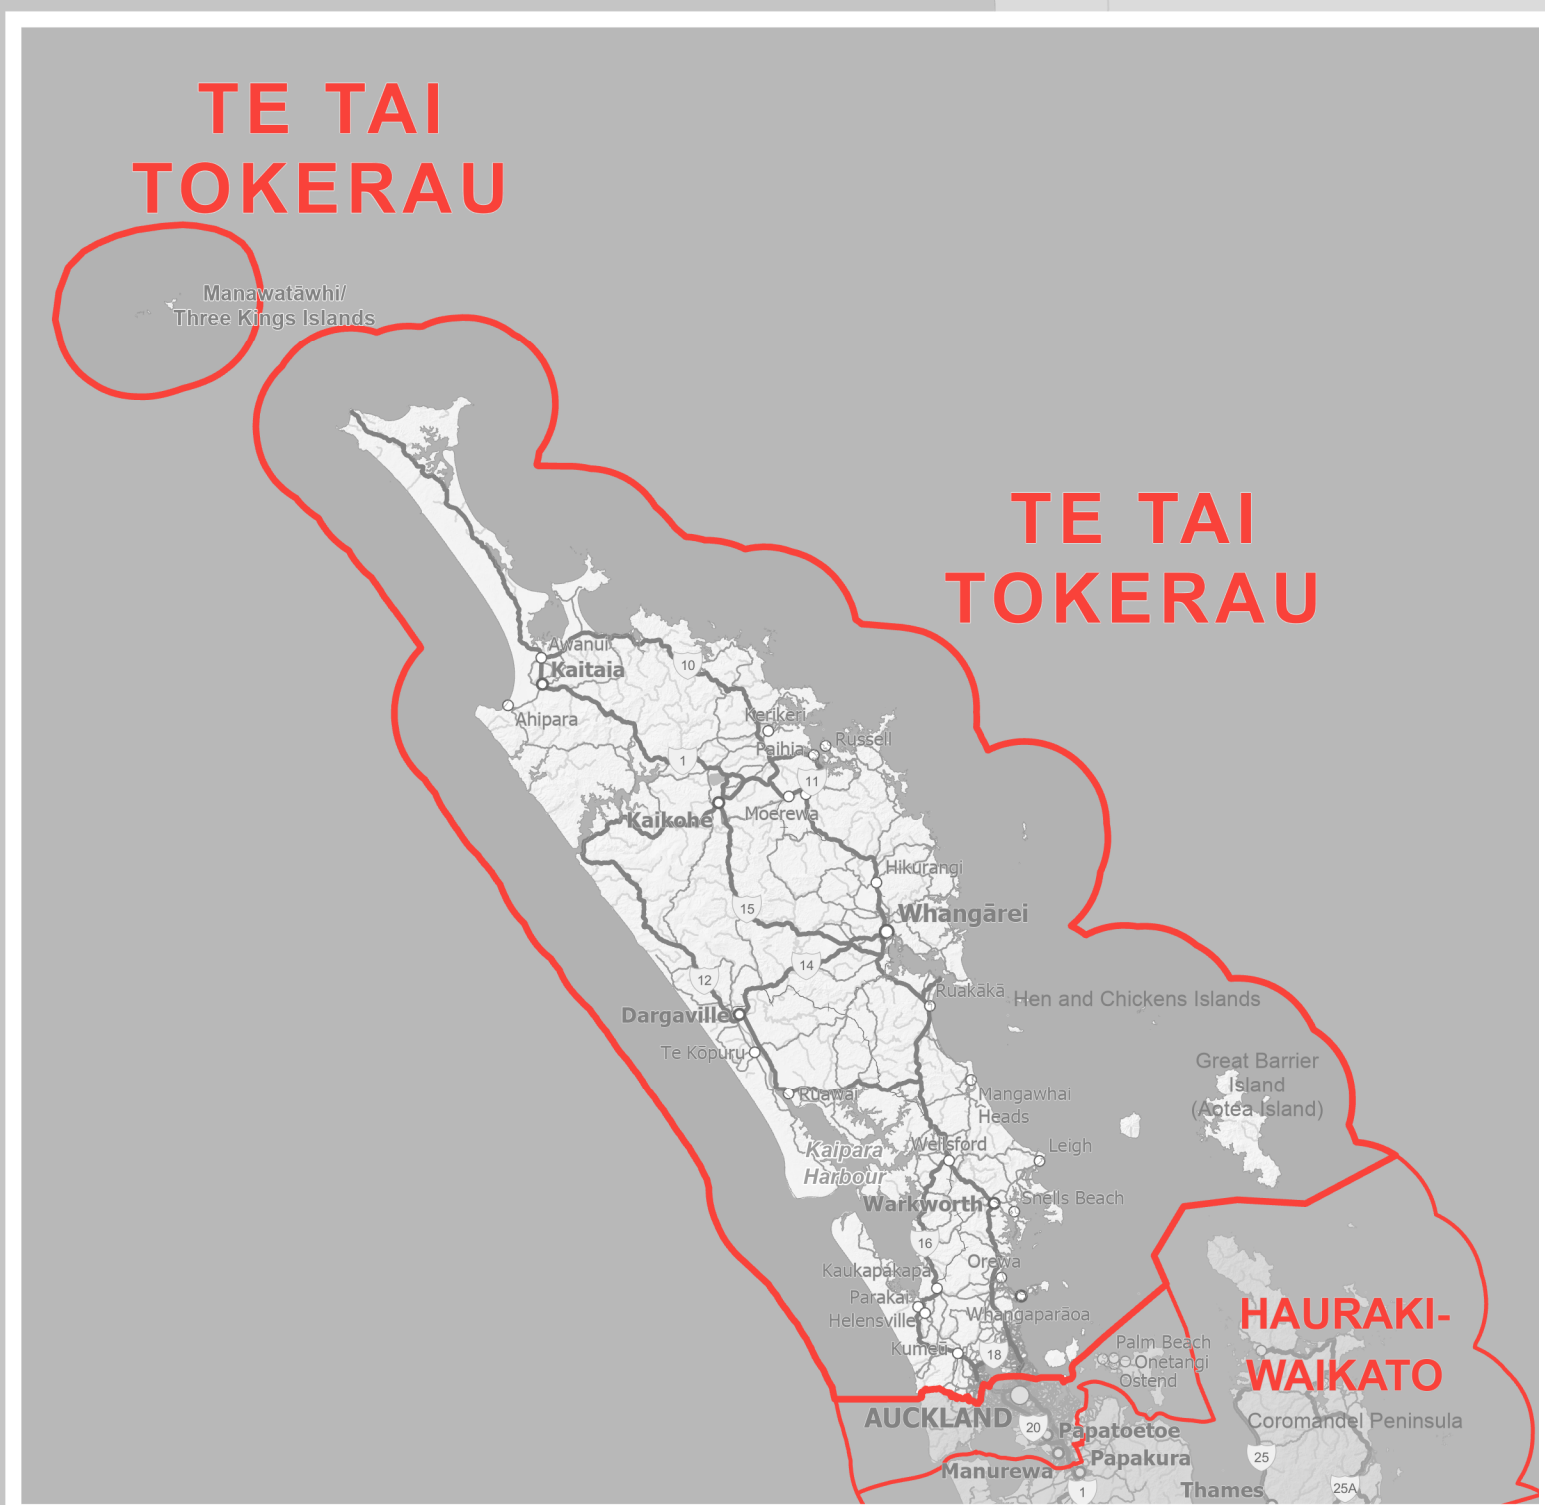 TE TAI
TOKERAU
Manawatāwhi/
Three Kings Islands
TE TAI
TOKERAU
Awanui
Kaitaia
10
Ahipara
Kerikeri
Russell
Paihia
1
11
Moerewa
Kaikohe
Hikurangi
15
Whangārei
14
12
Ruakākā
Hen and Chickens Islands
Dargaville
Te Kōpuru
Great Barrier
Island
(Aotea Island)
Ruawai
Mangawhai
Heads
Wellsford
Leigh
Kaipara
Harbour
Warkworth
Snells Beach
16
Orewa
Kaukapakapa
Parakai
Helensville
Whangaparāoa
HAURAKI-
WAIKATO
Kumeū
18
Palm Beach
Onetangi
Ostend
AUCKLAND
20
Coromandel Peninsula
Papatoetoe
Papakura
25
Manurewa
1
Thames
25A